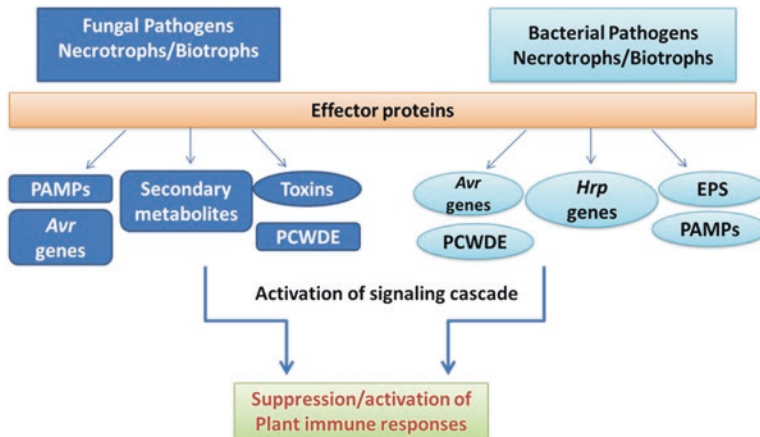 Fungal Pathogens
Necrotrophs/Biotrophs
Bacterial Pathogens
Necrotrophs/Biotrophs
Effector proteins
PAMPs
Avr
genes
Secondary
metabolites
Toxins
PCWDE
Avr
genes
PCWDE
Hrp
genes
EPS
PAMPs
Activation of signaling cascade
Suppression/activation of
Plant immune responses